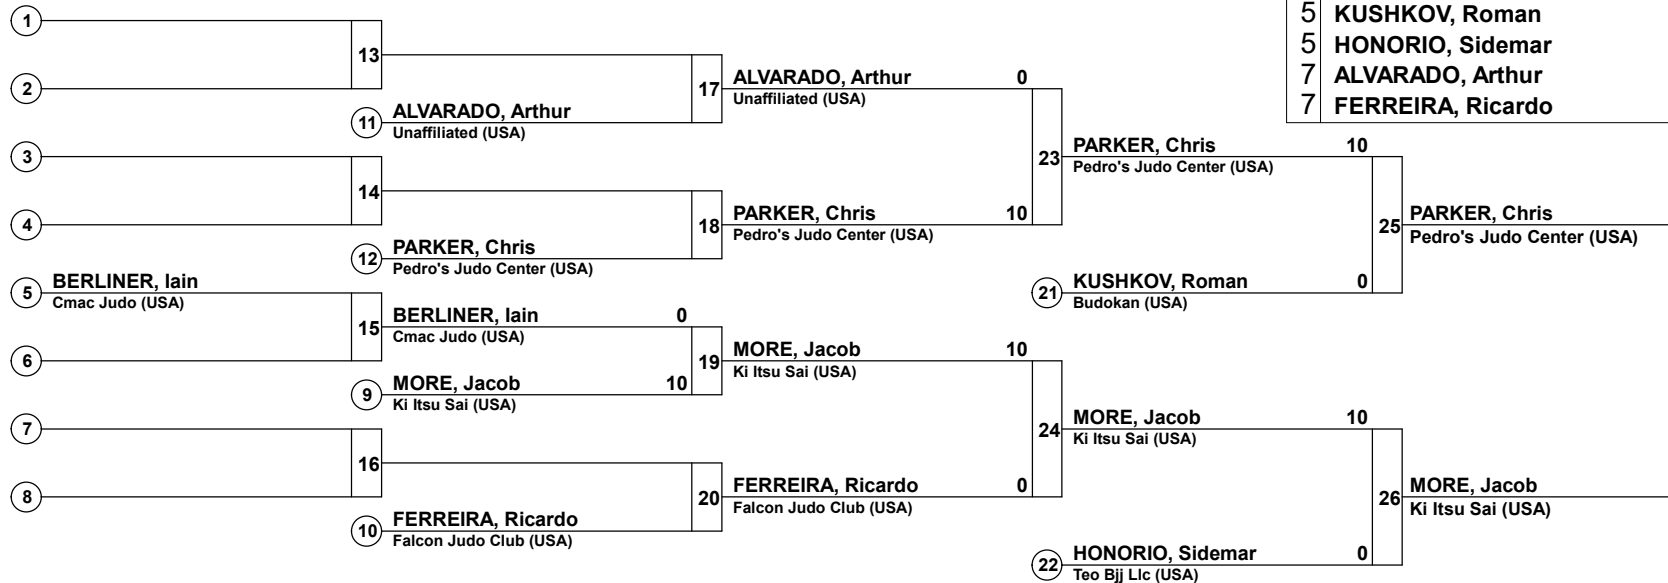 1
2
3
4
5 BERLINER, Iain
Cmac Judo (USA)
6
7
8
13
11 ALVARADO, Arthur
Unaffiliated (USA)
14
12 PARKER, Chris
Pedro's Judo Center (USA)
15
BERLINER, Iain 0
Cmac Judo (USA)
9 MORE, Jacob 10
Ki Itsu Sai (USA)
16
10 FERREIRA, Ricardo
Falcon Judo Club (USA)
17
ALVARADO, Arthur 0
Unaffiliated (USA)
18
PARKER, Chris 10
Pedro's Judo Center (USA)
19
MORE, Jacob 10
Ki Itsu Sai (USA)
20
FERREIRA, Ricardo 0
Falcon Judo Club (USA)
23
PARKER, Chris 10
Pedro's Judo Center (USA)
21 KUSHKOV, Roman 0
Budokan (USA)
24
MORE, Jacob 10
Ki Itsu Sai (USA)
22 HONORIO, Sidemar 0
Teo Bjj Llc (USA)
25
PARKER, Chris
Pedro's Judo Center (USA)
26
MORE, Jacob
Ki Itsu Sai (USA)
5 KUSHKOV, Roman
5 HONORIO, Sidemar
7 ALVARADO, Arthur
7 FERREIRA, Ricardo